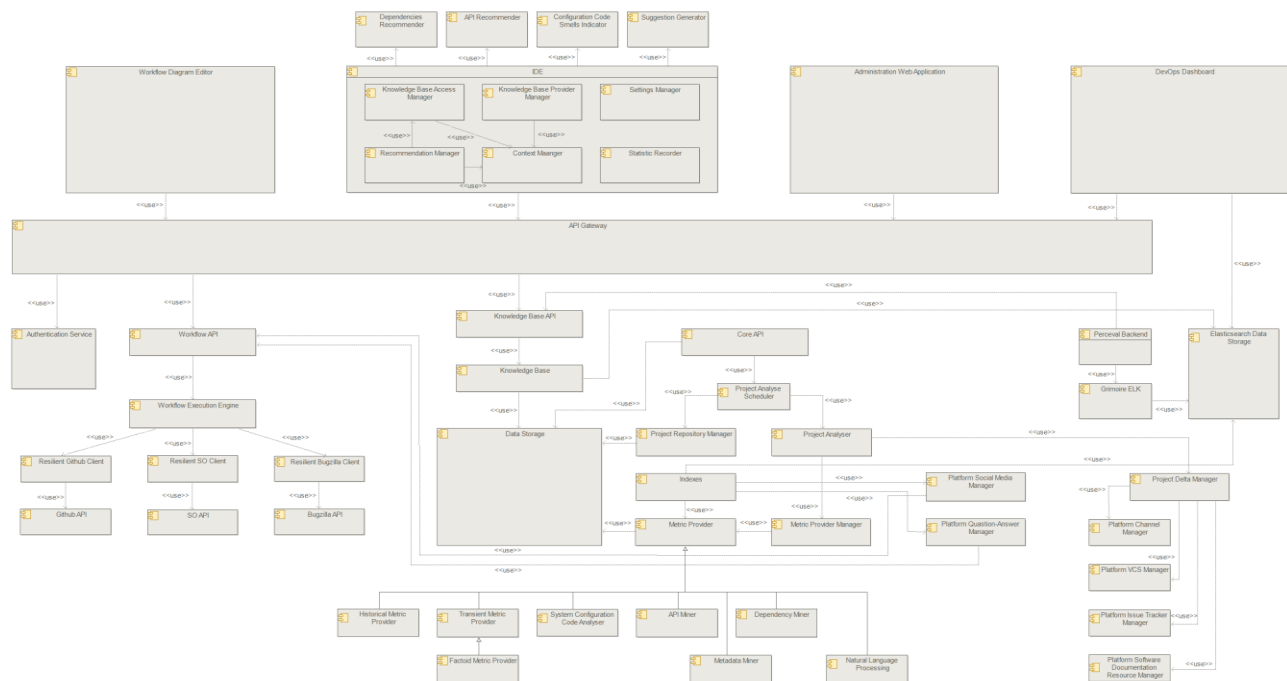 Dependencies
Recommender
API Recommender
Configuration Code
Smells Indicator
Suggestion Generator
<<use>>
<<use>>
<<use>>
<<use>>
Workflow Diagram Editor
IDE
Administration Web Application
DevOps Dashboard
Knowledge Base Access
Manager
Knowledge Base Provider
Manager
Settings Manager
<<use>>
<<use>>
<<use>>
Recommendation Manager
Context Maanger
Statistic Recorder
<<use>>
<<use>>
<<use>>
<<use>>
<<use>>
API Gateway
<<use>>
<<use>>
<<use>>
<<use>>
<<use>>
Knowledge Base API
<<use>>
Authentication Service
Workflow API
Core API
Perceval Backend
Elasticsearch Data
Storage
<<use>>
<<use>>
<<use>>
Knowledge Base
<<use>>
Project Analyse
Scheduler
Grimoire ELK
<<use>>
Workflow Execution Engine
<<use>>
<<use>>
<<use>>
Data Storage
Project Repository Manager
Project Analyser
<<use>>
<<use>>
<<use>>
<<use>>
<<use>>
Resilient Github Client
Resilient SO Client
Resilient Bugzilla Client
<<use>>
Indexes
<<use>>
Platform Social Media
Manager
Project Delta Manager
<<use>>
<<use>>
<<use>>
<<use>>
<<use>>
<<use>>
<<use>>
<<use>>
Github API
SO API
Bugzilla API
<<use>>
Metric Provider
<<use>>
Metric Provider Manager
Platform Quastion-Answer
Manager
Platform Channel
Manager
<<use>>
<<use>>
<<use>>
Platform VCS Manager
Historical Metric
Provider
Transient Metric
Provider
System Configuration
Code Analyser
API Miner
Dependency Miner
Platform Issue Tracker
Manager
<<use>>
Factoid Metric Provider
Metadata Miner
Natural Language
Processing
Platform Software
Documentation
Resource Manager
<<use>>